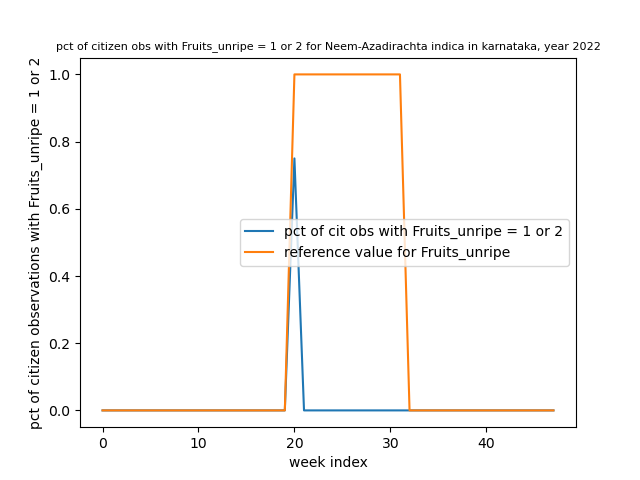 pct of citizen obs with Fruits_unripe = 1 or 2 for Neem-Azadirachta indica in karnataka, year 2022
pct of citizen observations with Fruits_unripe = 1 or 2
1.0
0.8
0.6
0.4
0.2
0.0
pct of cit obs with Fruits_unripe = 1 or 2
reference value for Fruits_unripe
0
10
20
30
40
week index